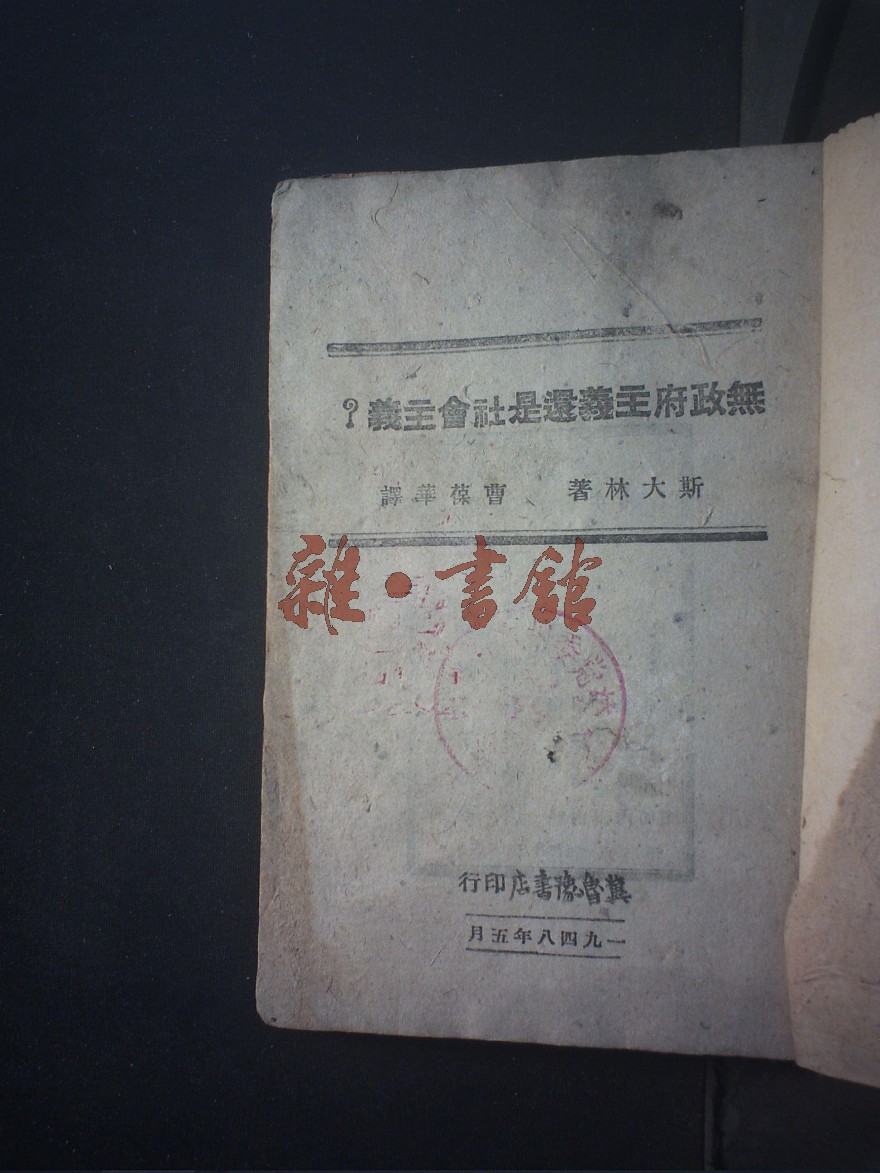 無政府主義還是社會主義?
斯大林著 曹葆華譯
雜·書館
冀魯豫書店印行
一九四八年五月